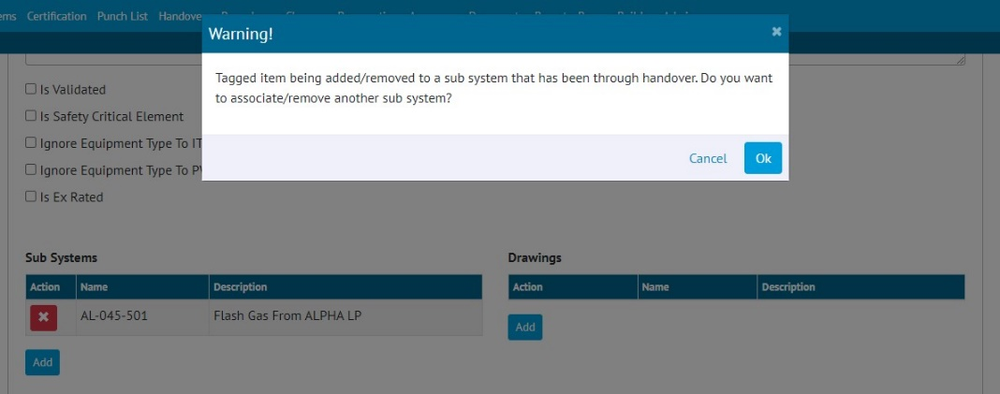 ems Certification Punch List Handove
Warning!
Tagged item being added/removed to a sub system that has been through handover. Do you want
to associate/remove another sub system?
Cancel Ok
Is Validated
Is Safety Critical Element
Ignore Equipment Type To IT
Ignore Equipment Type To
Is Ex Rated
Sub Systems
Action Name Description
AL-045-501 Flash Gas From ALPHA LP
Add
Drawings
Action Name Description
Add